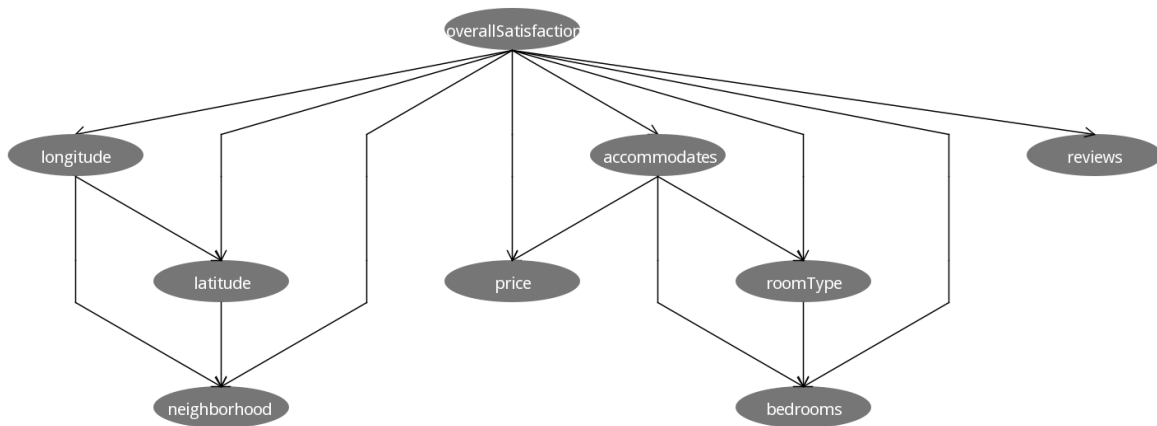 overallSatisfaction
longitude
accommodates
reviews
latitude
price
roomType
neighborhood
bedrooms